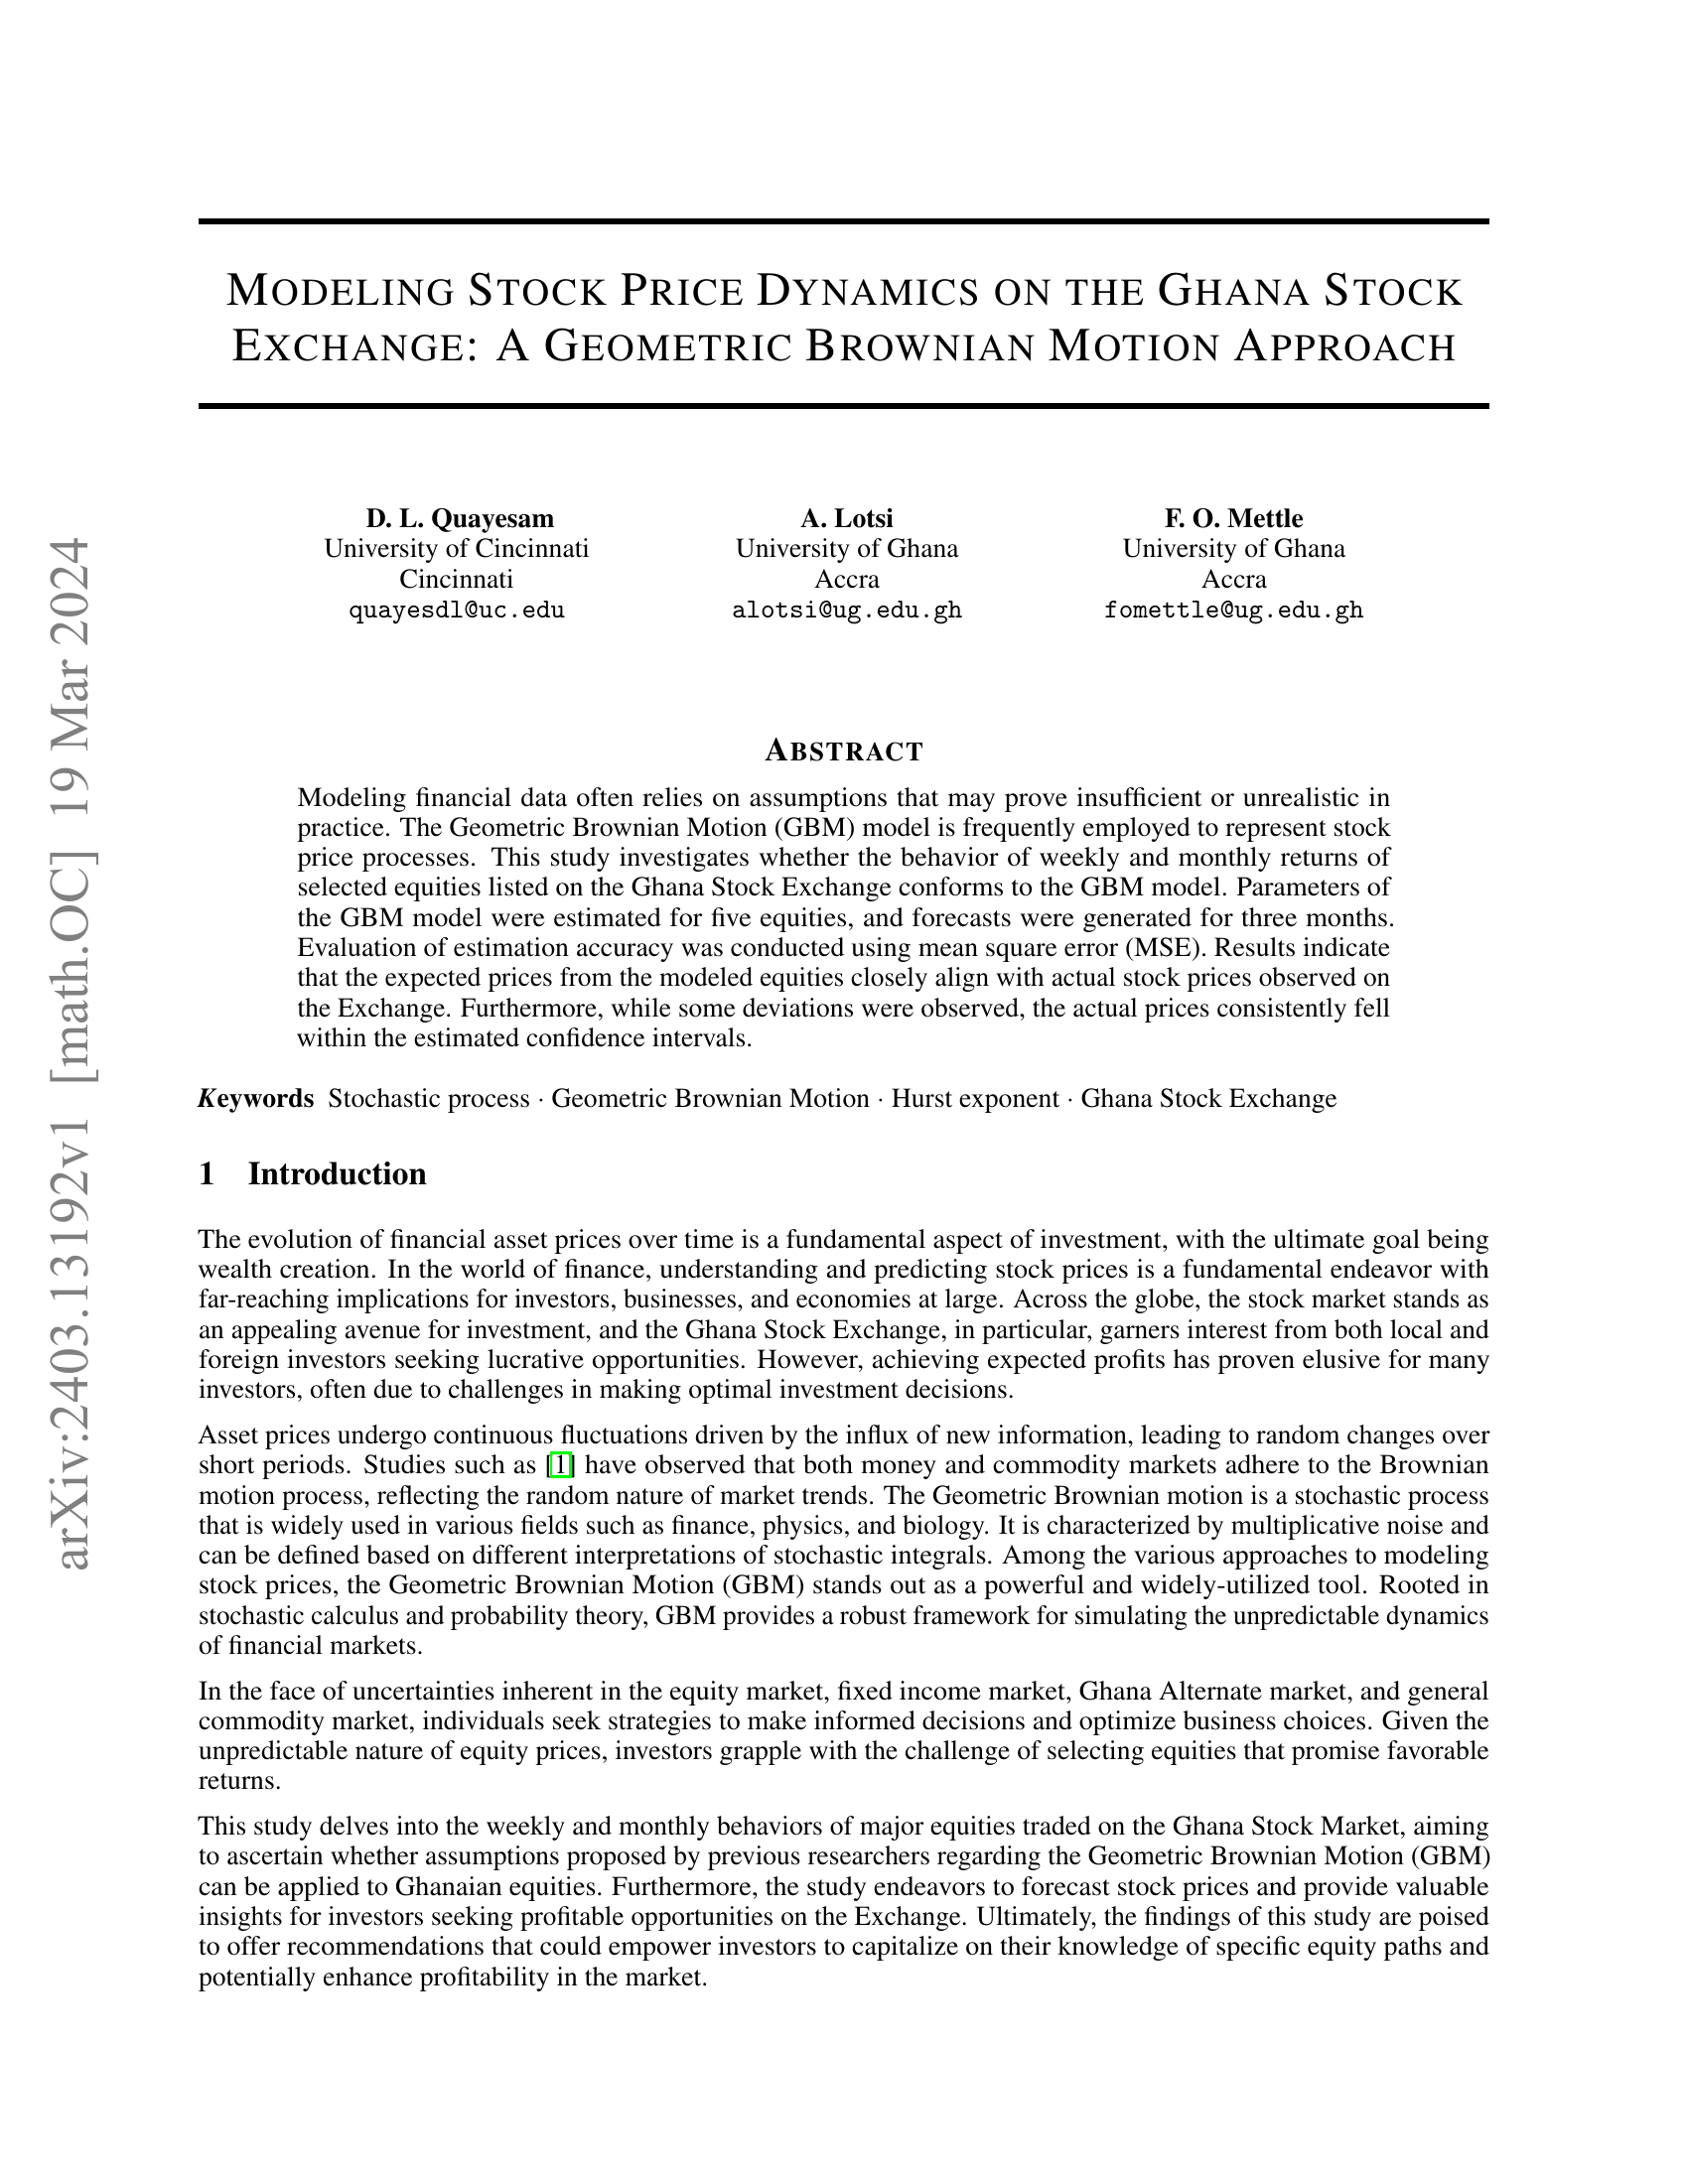 MODELING STOCK PRICE DYNAMICS ON THE GHANA STOCK
EXCHANGE: A GEOMETRIC BROWNIAN MOTION APPROACH
D. L. Quayesam
University of Cincinnati
Cincinnati
quayesdl@uc.edu
A. Lotsi
University of Ghana
Accra
alotsi@ug.edu.gh
F. O. Mettle
University of Ghana
Accra
fomettle@ug.edu.gh
ABSTRACT
Modeling financial data often relies on assumptions that may prove insufficient or unrealistic in
practice. The Geometric Brownian Motion (GBM) model is frequently employed to represent stock
price processes. This study investigates whether the behavior of weekly and monthly returns of
selected equities listed on the Ghana Stock Exchange conforms to the GBM model. Parameters of
the GBM model were estimated for five equities, and forecasts were generated for three months.
Evaluation of estimation accuracy was conducted using mean square error (MSE). Results indicate
that the expected prices from the modeled equities closely align with actual stock prices observed on
the Exchange. Furthermore, while some deviations were observed, the actual prices consistently fell
within the estimated confidence intervals.
Keywords Stochastic process · Geometric Brownian Motion · Hurst exponent · Ghana Stock Exchange
1 Introduction
The evolution of financial asset prices over time is a fundamental aspect of investment, with the ultimate goal being
wealth creation. In the world of finance, understanding and predicting stock prices is a fundamental endeavor with
far-reaching implications for investors, businesses, and economies at large. Across the globe, the stock market stands as
an appealing avenue for investment, and the Ghana Stock Exchange, in particular, garners interest from both local and
foreign investors seeking lucrative opportunities. However, achieving expected profits has proven elusive for many
investors, often due to challenges in making optimal investment decisions.
Asset prices undergo continuous fluctuations driven by the influx of new information, leading to random changes over
short periods. Studies such as [1] have observed that both money and commodity markets adhere to the Brownian
motion process, reflecting the random nature of market trends. The Geometric Brownian motion is a stochastic process
that is widely used in various fields such as finance, physics, and biology. It is characterized by multiplicative noise and
can be defined based on different interpretations of stochastic integrals. Among the various approaches to modeling
stock prices, the Geometric Brownian Motion (GBM) stands out as a powerful and widely-utilized tool. Rooted in
stochastic calculus and probability theory, GBM provides a robust framework for simulating the unpredictable dynamics
of financial markets.
In the face of uncertainties inherent in the equity market, fixed income market, Ghana Alternate market, and general
commodity market, individuals seek strategies to make informed decisions and optimize business choices. Given the
unpredictable nature of equity prices, investors grapple with the challenge of selecting equities that promise favorable
returns.
This study delves into the weekly and monthly behaviors of major equities traded on the Ghana Stock Market, aiming
to ascertain whether assumptions proposed by previous researchers regarding the Geometric Brownian Motion (GBM)
can be applied to Ghanaian equities. Furthermore, the study endeavors to forecast stock prices and provide valuable
insights for investors seeking profitable opportunities on the Exchange. Ultimately, the findings of this study are poised
to offer recommendations that could empower investors to capitalize on their knowledge of specific equity paths and
potentially enhance profitability in the market.
arXiv:2403.13192v1 [math.OC] 19 Mar 2024